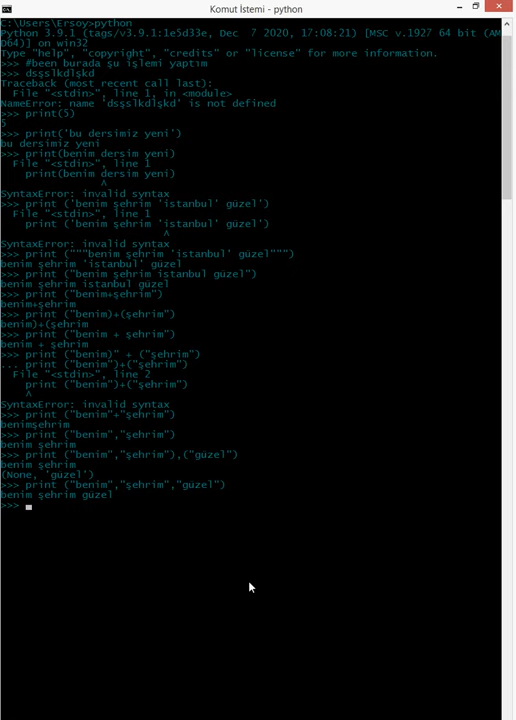 Komut İstemi - python
C:\Users\Ersoy>python
Python 3.9.1 (tags/v3.9.1:1e5d33e, Dec  7 2020, 17:08:21) [MSC v.1927 64 bit (AM
D64)] on win32
Type "help", "copyright", "credits" or "license" for more information.
>>> #been burada şu işlemi yaptım
>>> dsşslkdlşkd
Traceback (most recent call last):
  File "<stdin>", line 1, in <module>
NameError: name 'dsşslkdlşkd' is not defined
>>> print(5)
5
>>> print('bu dersimiz yeni')
bu dersimiz yeni
>>> print(benim dersim yeni)
  File "<stdin>", line 1
    print(benim dersim yeni)
                ^
SyntaxError: invalid syntax
>>> print ('benim şehrim 'istanbul' güzel')
  File "<stdin>", line 1
    print ('benim şehrim 'istanbul' güzel')
                          ^
SyntaxError: invalid syntax
>>> print ("""benim şehrim 'istanbul' güzel""")
benim şehrim 'istanbul' güzel
>>> print ("benim şehrim istanbul güzel")
benim şehrim istanbul güzel
>>> print ("benim+şehrim")
benim+şehrim
>>> print ("benim)+(şehrim")
benim)+(şehrim
>>> print ("benim + şehrim")
benim + şehrim
>>> print ("benim)" + ("şehrim")
... print ("benim")+("şehrim")
  File "<stdin>", line 2
    print ("benim")+("şehrim")
    ^
SyntaxError: invalid syntax
>>> print ("benim"+"şehrim")
benimşehrim
>>> print ("benim","şehrim")
benim şehrim
>>> print ("benim","şehrim"),("güzel")
benim şehrim
(None, 'güzel')
>>> print ("benim","şehrim","güzel")
benim şehrim güzel
>>>